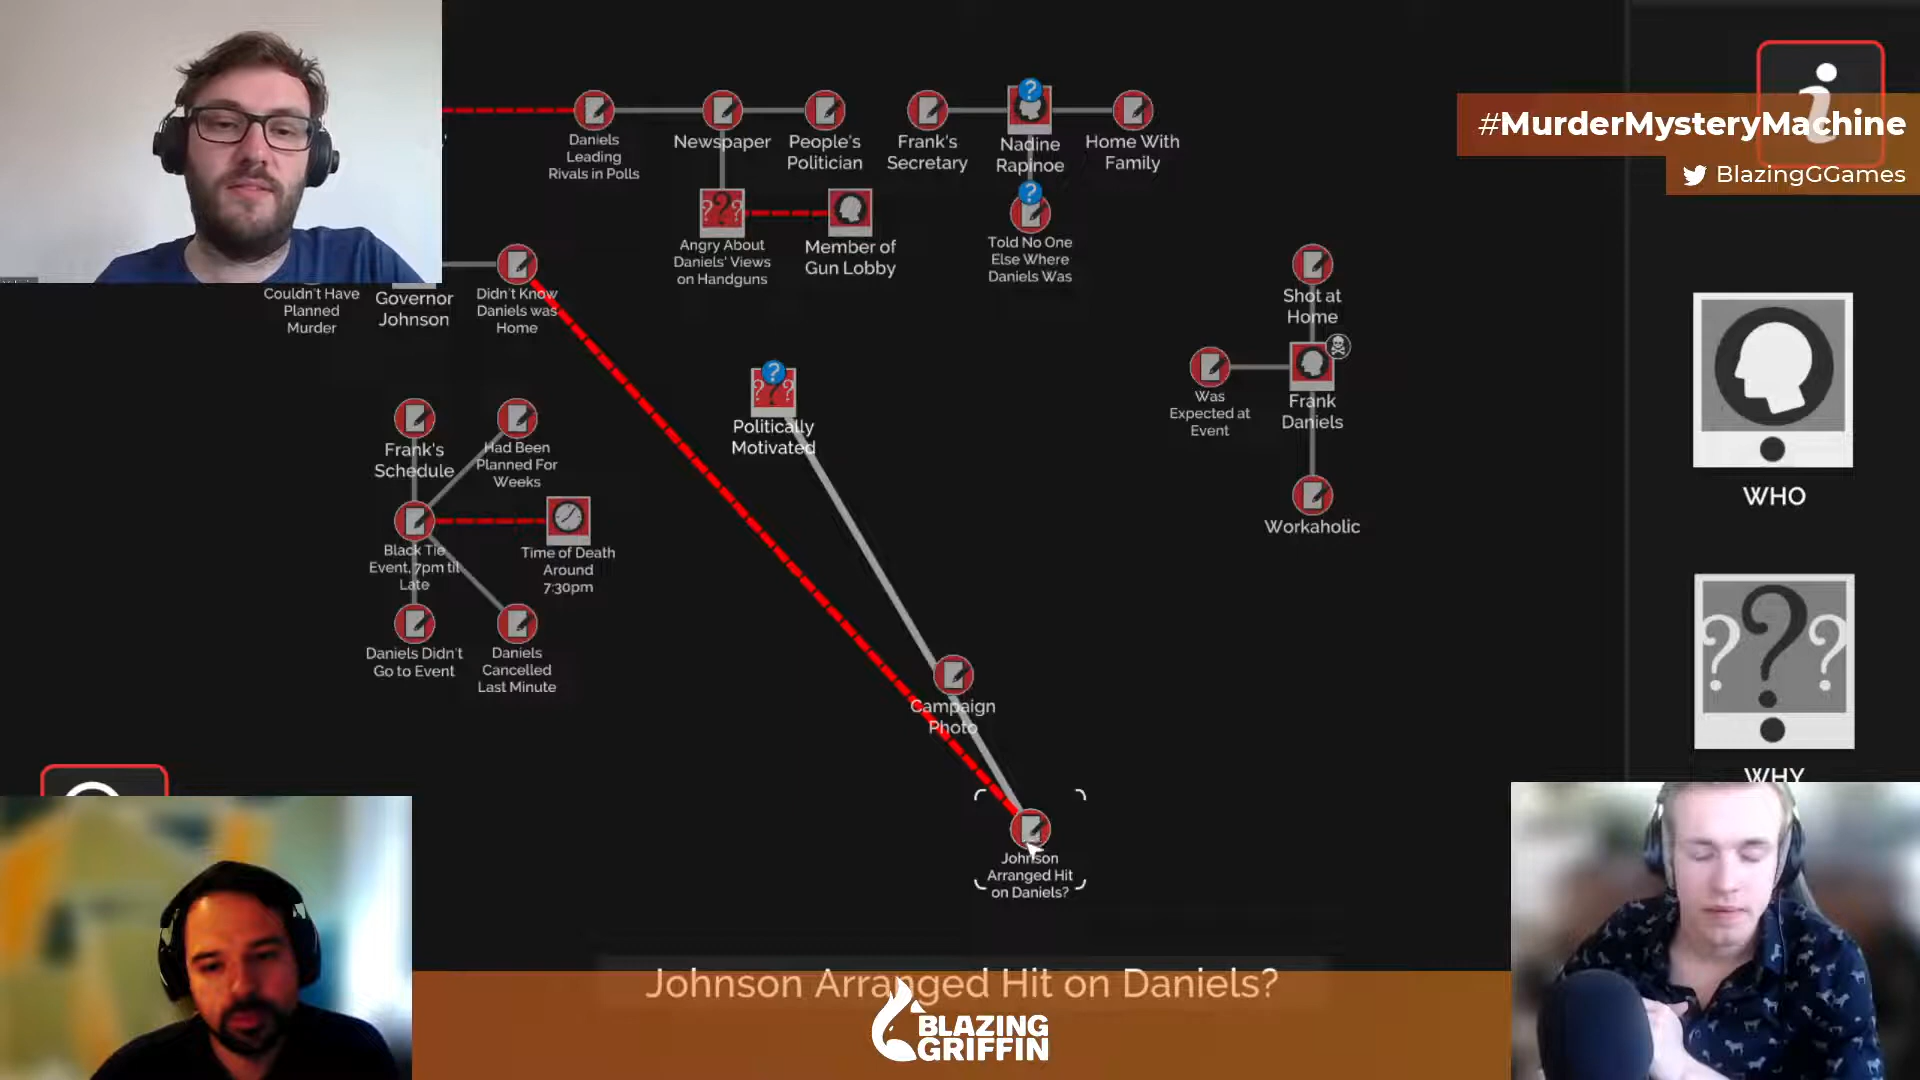 #MurderMysteryMachine
BlazingGGames
Daniels
Leading
Rivals in Polls
Newspaper
People's
Politician
Frank's
Secretary
Nadine
Rapinoe
Home With
Family
Angry About
Daniels' Views
on Handguns
Member of
Gun Lobby
Told No One
Else Where
Daniels Was
Couldn't Have
Planned
Murder
Governor
Johnson
Didn't Know
Daniels was
Home
Shot at
Home
Was
Expected at
Event
Frank
Daniels
Workaholic
Politically
Motivated
Frank's
Schedule
Had Been
Planned For
Weeks
Black Tie
Event, 7pm til
Late
Time of Death
Around
7:30pm
Daniels Didn't
Go to Event
Daniels
Cancelled
Last Minute
Campaign
Photo
Johnson
Arranged Hit
on Daniels?
WHO
WHY
Johnson Arranged Hit on Daniels?
BLAZING
GRIFFIN